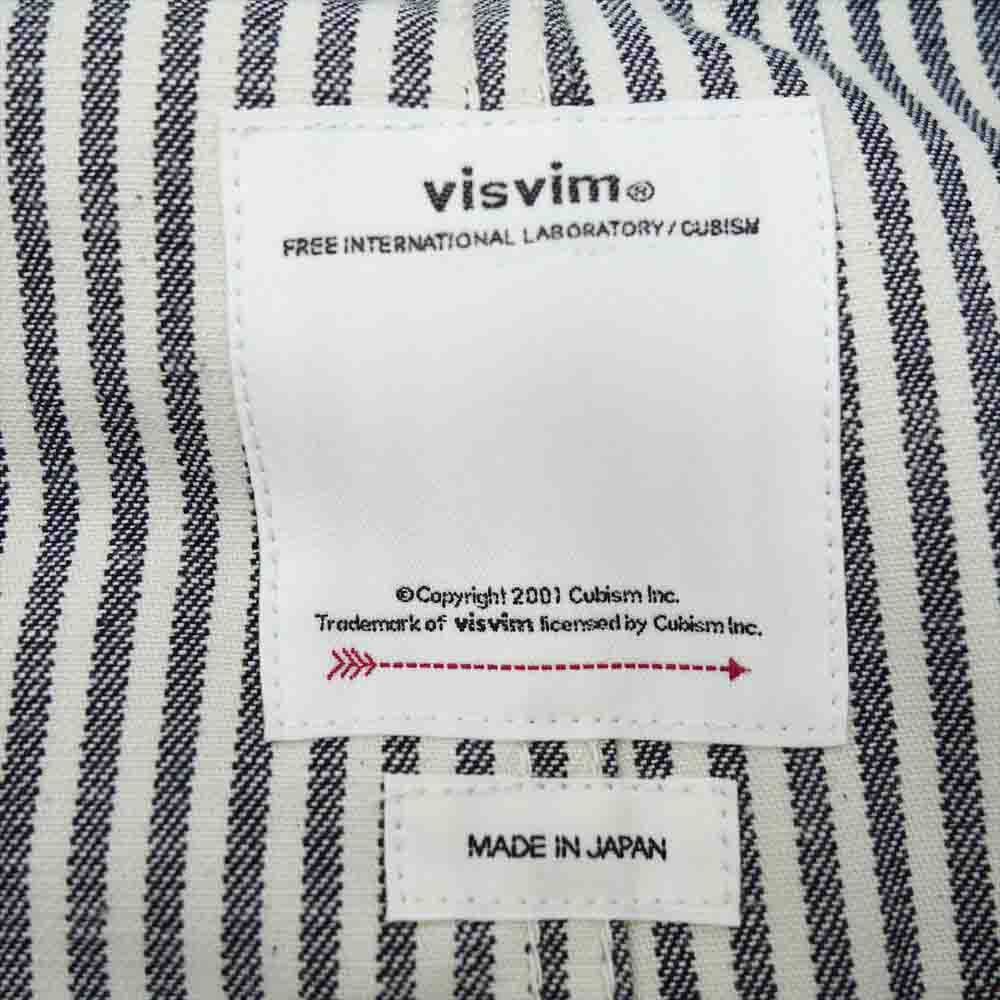 visvim®
FREE INTERNATIONAL LABORATORY / CUBISM
©Copyright 2001 Cubism Inc.
Trademark of visvim licensed by Cubism Inc.
MADE IN JAPAN